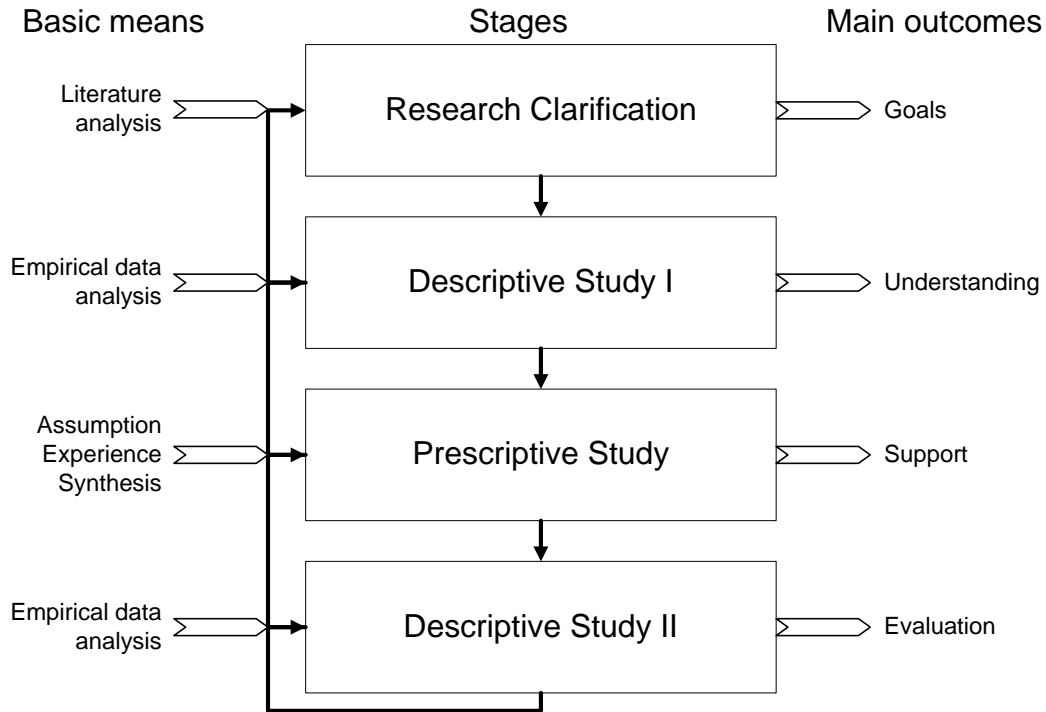 Basic means
Stages
Main outcomes
Literature
analysis
Research Clarification
Goals
Empirical data
analysis
Descriptive Study I
Understanding
Assumption
Experience
Synthesis
Prescriptive Study
Support
Empirical data
analysis
Descriptive Study II
Evaluation